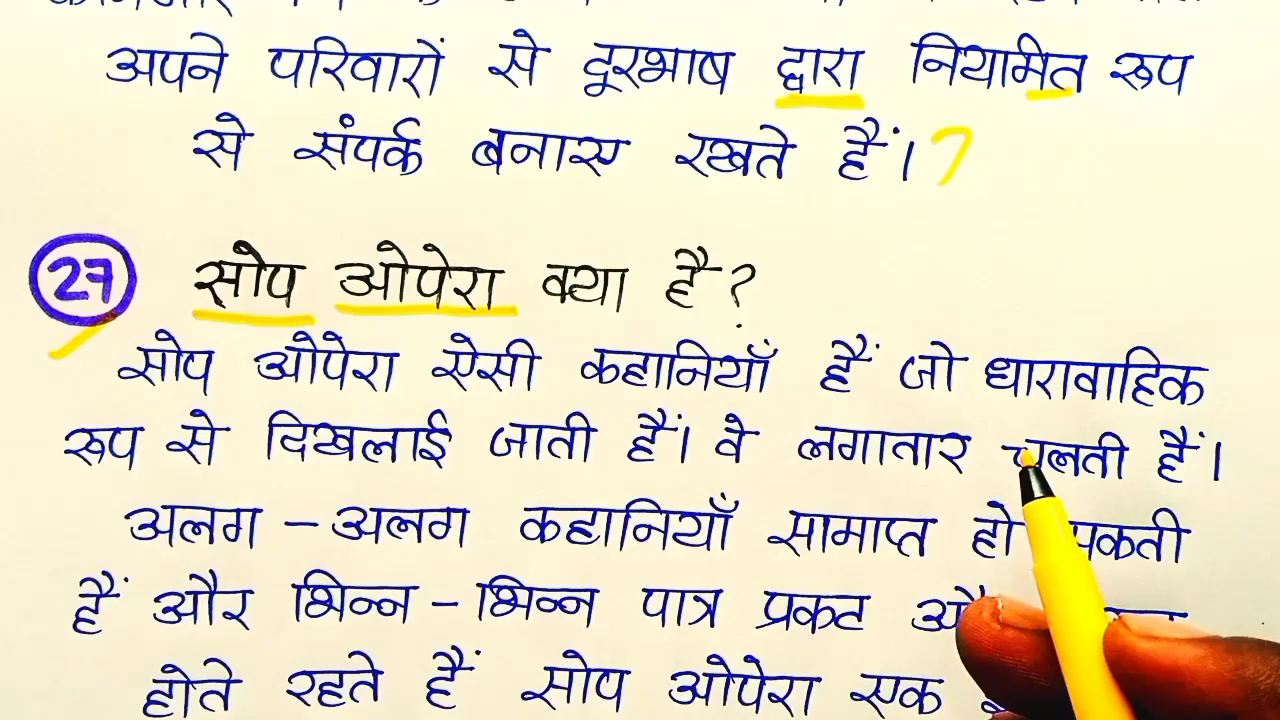 अपने परिवारों से दूरभाष द्वारा नियामित रूप
से संपर्क बनाए रखते हैं।
27 सोप ओपेरा क्या है?
सोप ओपेरा ऐसी कहानियाँ हैं जो धारावाहिक
रूप से दिखलाई जाती हैं। वे लगातार चलती हैं।
अलग - अलग कहानियाँ सामाप्त हो सकती
हैं और भिन्न - भिन्न पात्र प्रकट
होते रहते हैं सोप ओपेरा एक